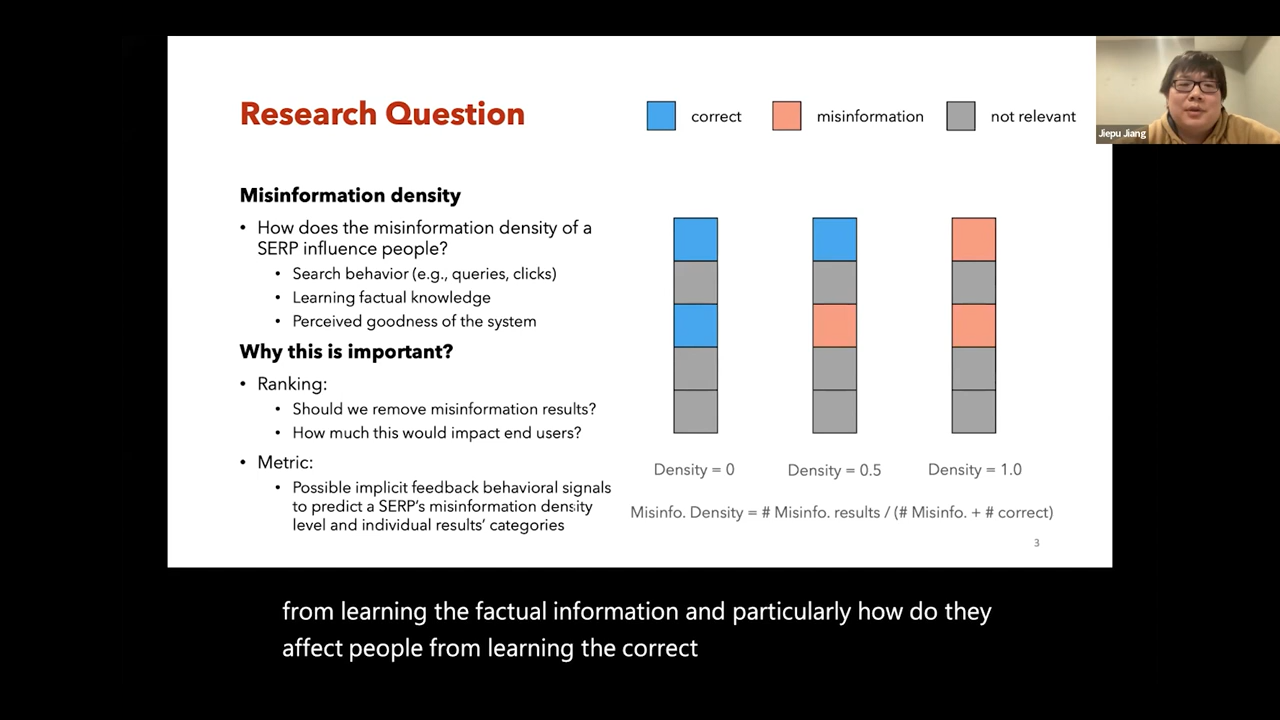 Research Question
correct
misinformation
not relevant
Jiepu Jiang
Misinformation density
• How does the misinformation density of a
SERP influence people?
• Search behavior (e.g., queries, clicks)
• Learning factual knowledge
• Perceived goodness of the system
Why this is important?
• Ranking:
• Should we remove misinformation results?
• How much this would impact end users?
• Metric:
• Possible implicit feedback behavioral signals
to predict a SERP's misinformation density
level and individual results' categories
Density = 0
Density = 0.5
Density = 1.0
Misinfo. Density = # Misinfo. results / (# Misinfo. + # correct)
3
from learning the factual information and particularly how do they
affect people from learning the correct